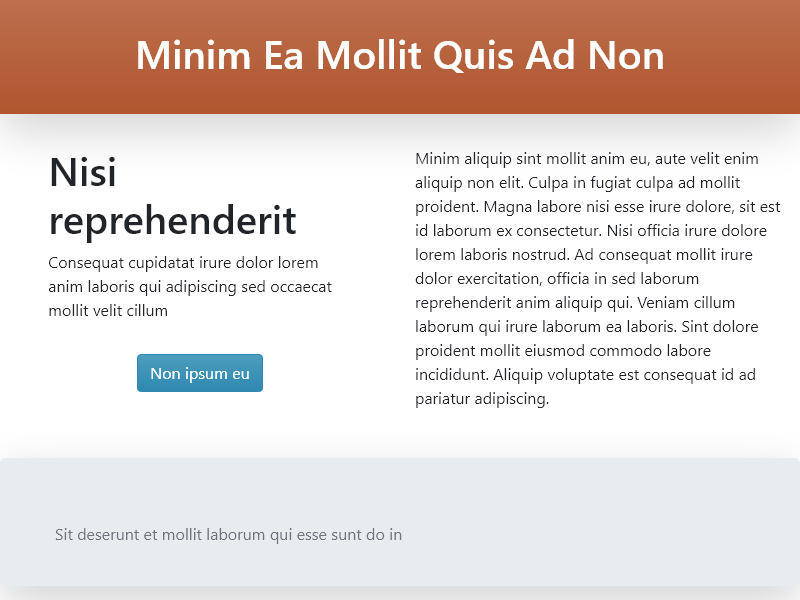 Minim Ea Mollit Quis Ad Non
Nisi
reprehenderit
Consequat cupidatat irure dolor lorem
anim laboris qui adipiscing sed occaecat
mollit velit cillum
Non ipsum eu
Minim aliquip sint mollit anim eu, aute velit enim
aliquip non elit. Culpa in fugiat culpa ad mollit
proident. Magna labore nisi esse irure dolore, sit est
id laborum ex consectetur. Nisi officia irure dolore
lorem laboris nostrud. Ad consequat mollit irure
dolor exercitation, officia in sed laborum
reprehenderit anim aliquip qui. Veniam cillum
laborum qui irure laborum ea laboris. Sint dolore
proident mollit eiusmod commodo labore
incididunt. Aliquip voluptate est consequat id ad
pariatur adipiscing.
Sit deserunt et mollit laborum qui esse sunt do in